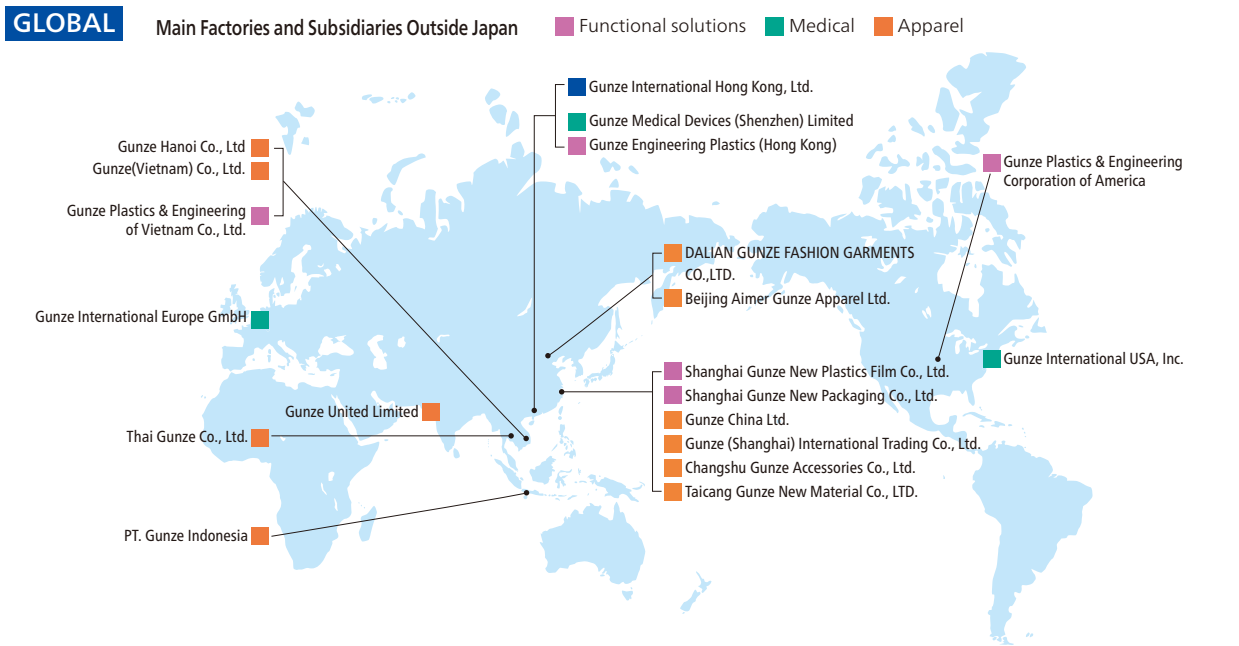 GLOBAL
Main Factories and Subsidiaries Outside Japan
Functional solutions
Medical
Apparel
Gunze International Hong Kong, Ltd.
Gunze Medical Devices (Shenzhen) Limited
Gunze Engineering Plastics (Hong Kong)
Gunze Hanoi Co., Ltd
Gunze(Vietnam) Co., Ltd.
Gunze Plastics & Engineering
of Vietnam Co., Ltd.
Gunze Plastics & Engineering
Corporation of America
DALIAN GUNZE FASHION GARMENTS
CO.,LTD.
Beijing Aimer Gunze Apparel Ltd.
Gunze International Europe GmbH
Gunze International USA, Inc.
Shanghai Gunze New Plastics Film Co., Ltd.
Shanghai Gunze New Packaging Co., Ltd.
Gunze China Ltd.
Gunze (Shanghai) International Trading Co., Ltd.
Changshu Gunze Accessories Co., Ltd.
Taicang Gunze New Material Co., LTD.
Gunze United Limited
Thai Gunze Co., Ltd.
PT. Gunze Indonesia